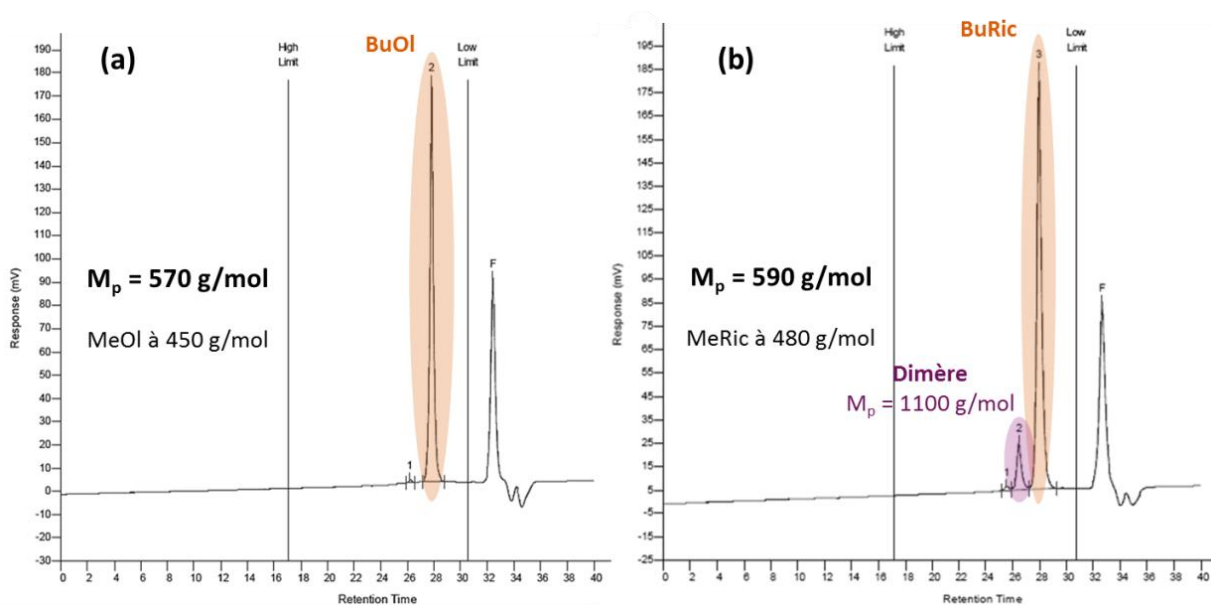 (a)
BuOl
High
Limit
Low
Limit
2
F
1
M_p = 570 g/mol
MeOl à 450 g/mol
Response (mV)
190
180
170
160
150
140
130
120
110
100
90
80
70
60
50
40
30
20
10
0
-10
-20
-30
0 2 4 6 8 10 12 14 16 18 20 22 24 26 28 30 32 34 36 38 40
Retention Time
(b)
BuRic
High
Limit
Low
Limit
3
F
M_p = 590 g/mol
MeRic à 480 g/mol
Dimère
M_p = 1100 g/mol
2
1
Response (mV)
195
185
175
165
155
145
135
125
115
105
95
85
75
65
55
45
35
25
15
5
-5
-15
-25
0 2 4 6 8 10 12 14 16 18 20 22 24 26 28 30 32 34 36 38 40
Retention Time